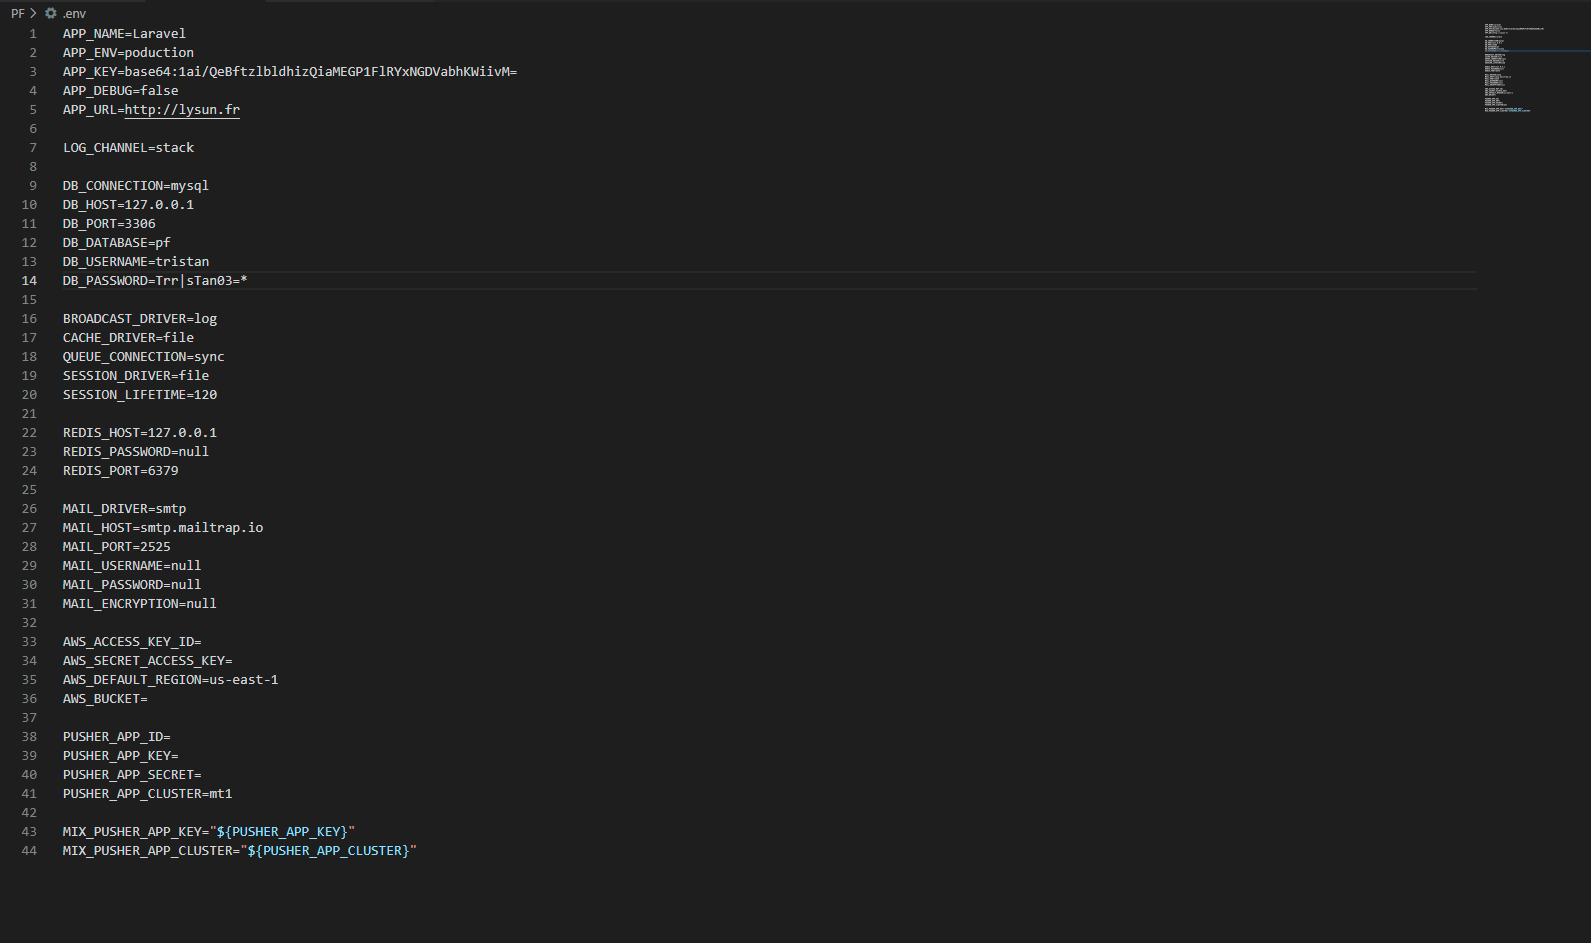 PF > .env
1 APP_NAME=Laravel
2 APP_ENV=poduction
3 APP_KEY=base64:1ai/QeBftzlbldhizQiaMEGP1FlRYxNGDVabhKWiivM=
4 APP_DEBUG=false
5 APP_URL=http://lysun.fr
6
7 LOG_CHANNEL=stack
8
9 DB_CONNECTION=mysql
10 DB_HOST=127.0.0.1
11 DB_PORT=3306
12 DB_DATABASE=pf
13 DB_USERNAME=tristan
14 DB_PASSWORD=Trr|sTan03=*
15
16 BROADCAST_DRIVER=log
17 CACHE_DRIVER=file
18 QUEUE_CONNECTION=sync
19 SESSION_DRIVER=file
20 SESSION_LIFETIME=120
21
22 REDIS_HOST=127.0.0.1
23 REDIS_PASSWORD=null
24 REDIS_PORT=6379
25
26 MAIL_DRIVER=smtp
27 MAIL_HOST=smtp.mailtrap.io
28 MAIL_PORT=2525
29 MAIL_USERNAME=null
30 MAIL_PASSWORD=null
31 MAIL_ENCRYPTION=null
32
33 AWS_ACCESS_KEY_ID=
34 AWS_SECRET_ACCESS_KEY=
35 AWS_DEFAULT_REGION=us-east-1
36 AWS_BUCKET=
37
38 PUSHER_APP_ID=
39 PUSHER_APP_KEY=
40 PUSHER_APP_SECRET=
41 PUSHER_APP_CLUSTER=mt1
42
43 MIX_PUSHER_APP_KEY="${PUSHER_APP_KEY}"
44 MIX_PUSHER_APP_CLUSTER="${PUSHER_APP_CLUSTER}"